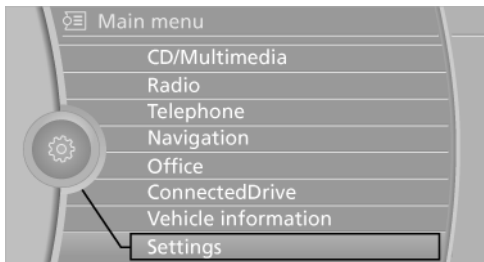 Main menu
CD/Multimedia
Radio
Telephone
Navigation
Office
ConnectedDrive
Vehicle information
Settings